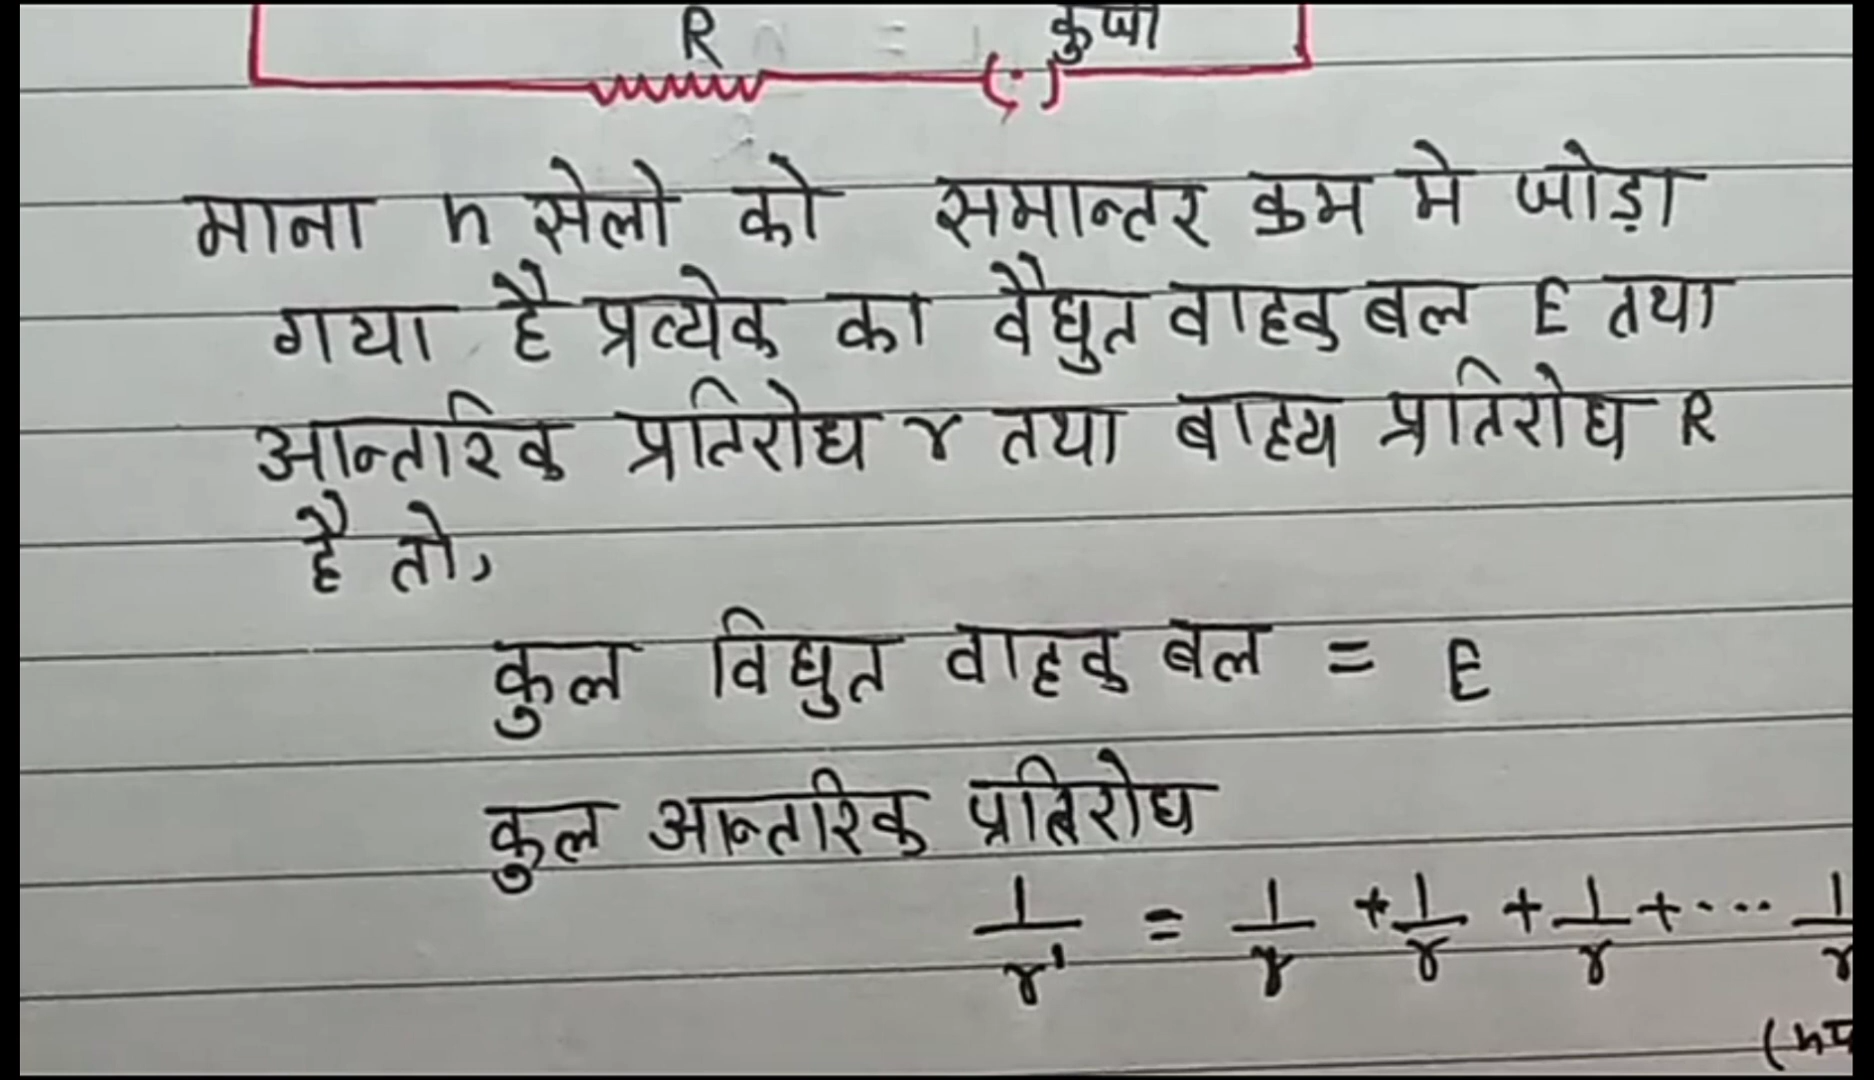 R कुंजी
माना n सेलो को समान्तर क्रम मे जोड़ा
गया है प्रत्येक का वैधुत वाहक बल E तथा
आन्तरिक प्रतिरोध r तथा बाह्य प्रतिरोध R
है तो,
कुल विधुत वाहक बल = E
कुल आन्तरिक प्रतिरोध
1/r' = 1/r + 1/r + 1/r + ... 1/r
(n